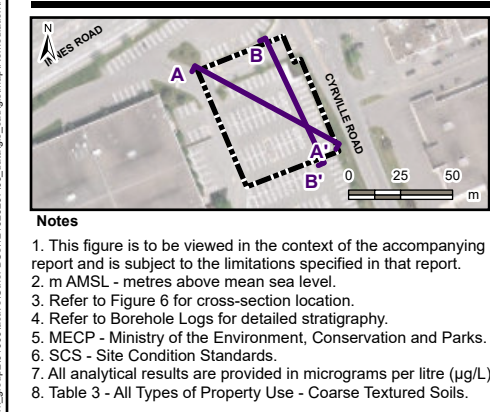 N
INNES ROAD
B
A
CYRVILLE ROAD
A'
B'
0 25 50
m
Notes
1. This figure is to be viewed in the context of the accompanying
report and is subject to the limitations specified in that report.
2. m AMSL - metres above mean sea level.
3. Refer to Figure 6 for cross-section location.
4. Refer to Borehole Logs for detailed stratigraphy.
5. MECP - Ministry of the Environment, Conservation and Parks.
6. SCS - Site Condition Standards.
7. All analytical results are provided in micrograms per litre (µg/L)
8. Table 3 - All Types of Property Use - Coarse Textured Soils.